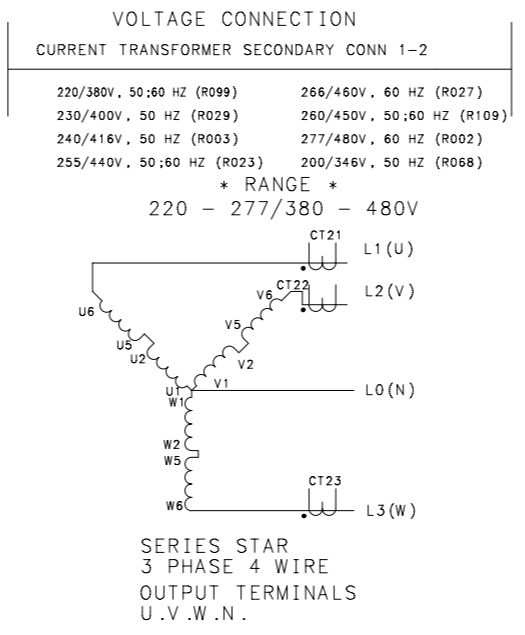 VOLTAGE CONNECTION
CURRENT TRANSFORMER SECONDARY CONN 1-2
220/380V, 50;60 HZ (R099)
266/460V, 60 HZ (R027)
230/400V, 50 HZ (R029)
260/450V, 50;60 HZ (R109)
240/416V, 50 HZ (R003)
277/480V, 60 HZ (R002)
255/440V, 50;60 HZ (R023)
200/346V, 50 HZ (R068)
* RANGE *
220 - 277/380 - 480V
CT21
L1(U)
CT22
L2(V)
V6
U6
V5
U5
U2
V2
U1
V1
L0(N)
W1
W2
W5
CT23
W6
L3(W)
SERIES STAR
3 PHASE 4 WIRE
OUTPUT TERMINALS
U.V.W.N.